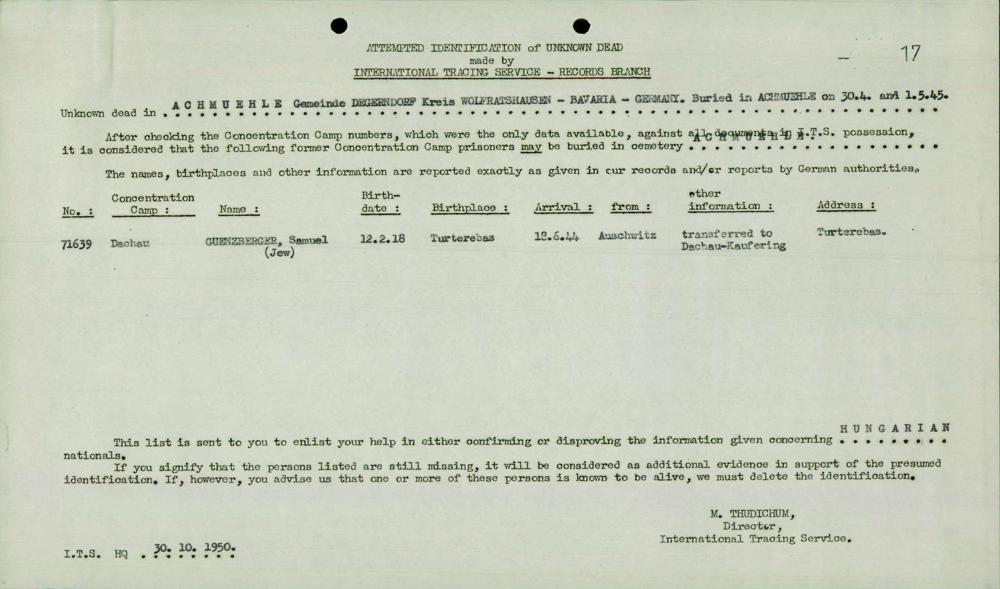 ATTEMPTED IDENTIFICATION of UNKNOWN DEAD
made by
INTERNATIONAL TRACING SERVICE - RECORDS BRANCH
17
Unknown dead in A C H M U E H L E Gemeinde DEGERNDORF Kreis WOLFRATSHAUSEN - BAVARIA - GERMANY. Buried in ACHMUEHLE on 30.4. and 1.5.45.
After checking the Concentration Camp numbers, which were the only data available, against all documents in I.T.S. possession,
it is considered that the following former Concentration Camp prisoners may be buried in cemetery A C H M U E H L E.
The names, birthplaces and other information are reported exactly as given in our records and/or reports by German authorities.
No. : Concentration Camp : Name : Birth-date : Birthplace : Arrival : from : other information : Address :
71639 Dachau GUENZBERGER, Samuel 12.2.18 Turterebas 18.6.44 Auschwitz transferred to Turterebas.
(Jew) Dachau-Kaufering
This list is sent to you to enlist your help in either confirming or disproving the information given concerning H U N G A R I A N
nationals.
If you signify that the persons listed are still missing, it will be considered as additional evidence in support of the presumed
identification. If, however, you advise us that one or more of these persons is known to be alive, we must delete the identification.
M. THUDICHUM,
Director,
International Tracing Service.
I.T.S. HQ . 30. 10. 1950.